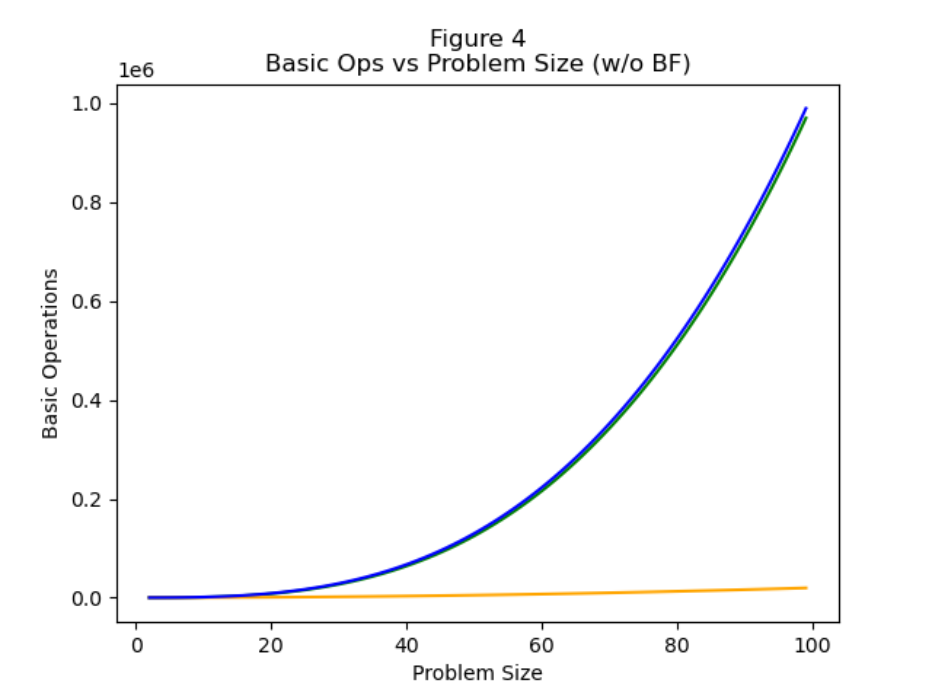 Figure 4
Basic Ops vs Problem Size (w/o BF)
1e6
1.0
0.8
0.6
0.4
0.2
0.0
Basic Operations
0 20 40 60 80 100
Problem Size